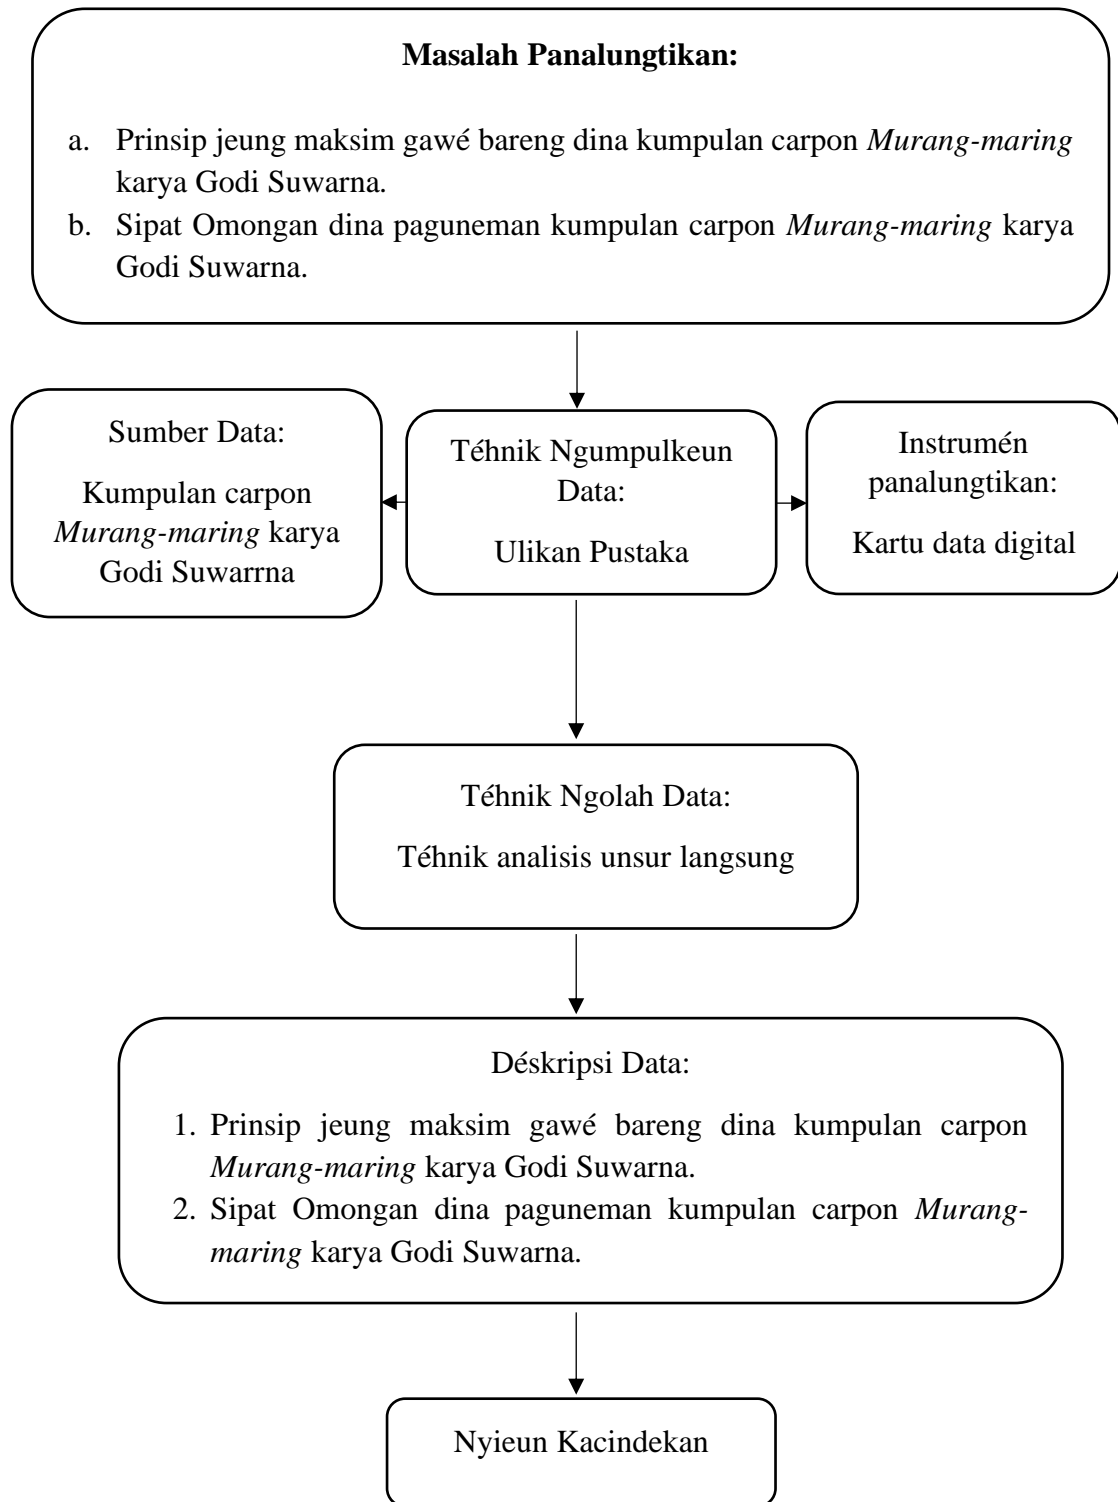 Masalah Panalungtikan:
a. Prinsip jeung maksim gawé bareng dina kumpulan carpon Murang-maring
karya Godi Suwarna.
b. Sipat Omongan dina paguneman kumpulan carpon Murang-maring karya
Godi Suwarna.
Sumber Data:
Kumpulan carpon
Murang-maring karya
Godi Suwarrna
Téhnik Ngumpulkeun
Data:
Ulikan Pustaka
Instrumén
panalungtikan:
Kartu data digital
Téhnik Ngolah Data:
Téhnik analisis unsur langsung
Déskripsi Data:
1. Prinsip jeung maksim gawé bareng dina kumpulan carpon
Murang-maring karya Godi Suwarna.
2. Sipat Omongan dina paguneman kumpulan carpon Murang-
maring karya Godi Suwarna.
Nyieun Kacindekan